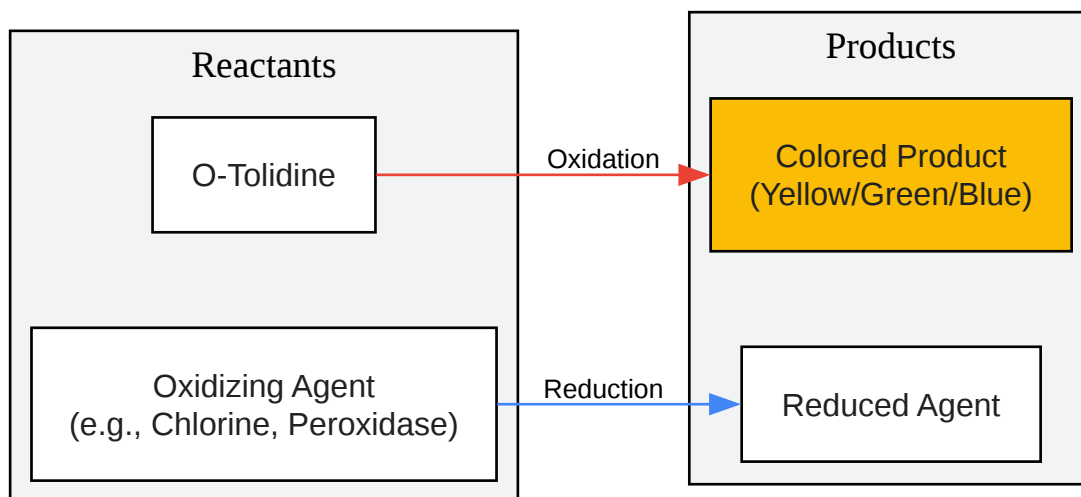 Reactants
Products
O-Tolidine
Oxidation
Colored Product
(Yellow/Green/Blue)
Oxidizing Agent
(e.g., Chlorine, Peroxidase)
Reduction
Reduced Agent